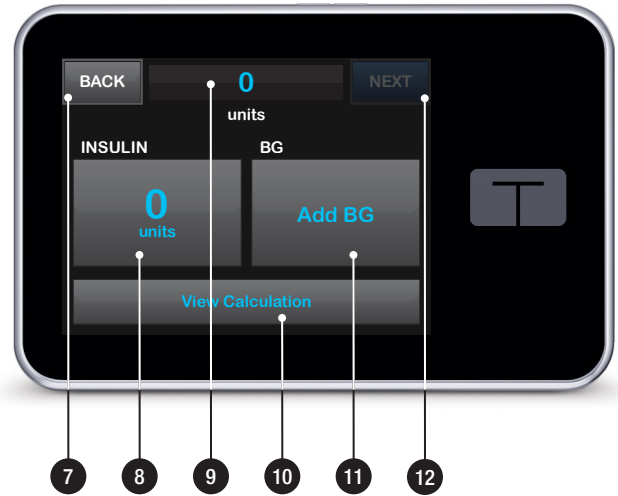 BACK
0
NEXT
units
INSULIN
BG
0
units
Add BG
View Calculation
7
8
9
10
11
12